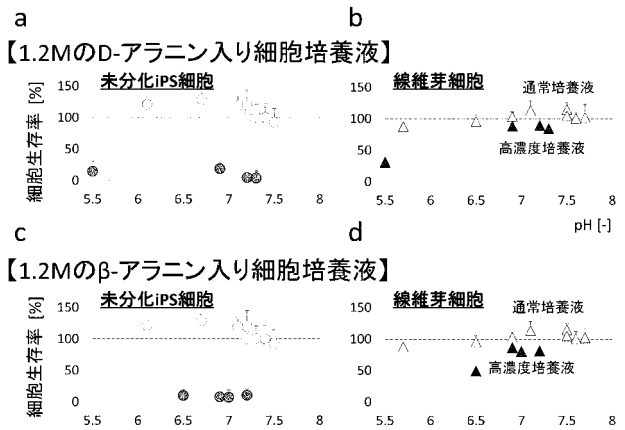 a
b
【1.2MのD-アラニン入り細胞培養液】
未分化iPS細胞
線維芽細胞
細胞生存率 [%]
150
100
50
0
5.5 6 6.5 7 7.5 8
150
100
50
0
通常培養液
高濃度培養液
5.5 6 6.5 7 7.5 8
pH [-]
c
d
【1.2Mのβ-アラニン入り細胞培養液】
未分化iPS細胞
線維芽細胞
細胞生存率 [%]
150
100
50
0
5.5 6 6.5 7 7.5 8
150
100
50
0
通常培養液
高濃度培養液
5.5 6 6.5 7 7.5 8